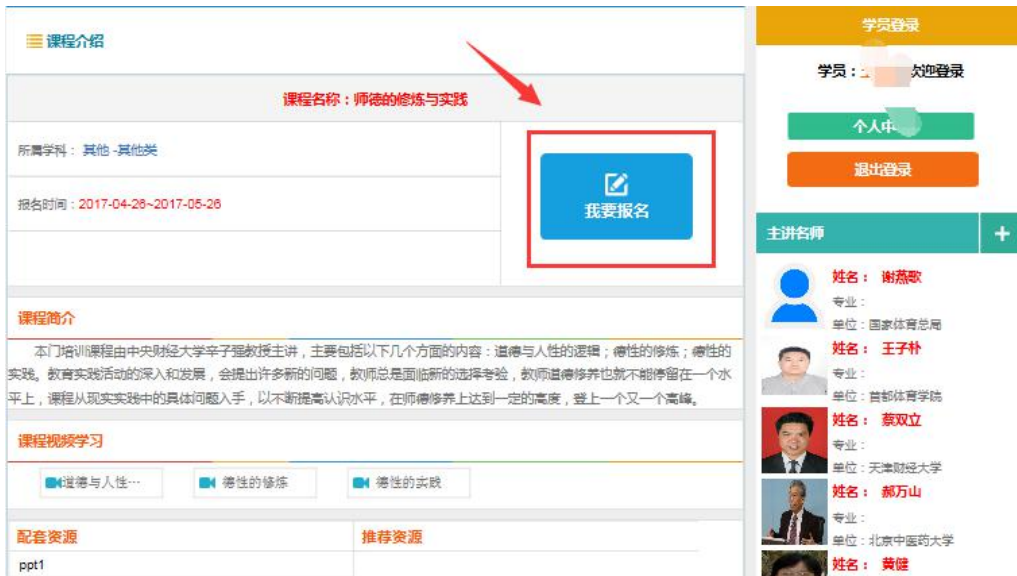 课程介绍
课程名称：师德的修炼与实践
所属学科： 其他 -其他类
报名时间：2017-04-26~2017-05-26
我要报名
课程简介
本门培训课程由中央财经大学辛子强教授主讲，主要包括以下几个方面的内容：道德与人性的逻辑；德性的修炼；德性的
实践。教育实践活动的深入和发展，会提出许多新的问题，教师总是面临新的选择考验，教师道德修养也就不能停留在一个水
平上，课程从现实实践中的具体问题入手，以不断提高认识水平，在师德修养上达到一定的高度，登上一个又一个高峰。
课程视频学习
道德与人性…
德性的修炼
德性的实践
配套资源
推荐资源
ppt1
学员登录
学员： 欢迎登录
个人中
退出登录
主讲名师
+
姓名： 谢燕歌
专业：
单位：国家体育总局
姓名： 王子朴
专业：
单位：首都体育学院
姓名： 蔡双立
专业：
单位：天津财经大学
姓名： 郝万山
专业：
单位：北京中医药大学
姓名： 黄健